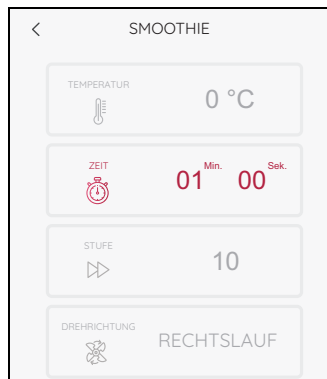 SMOOTHIE
TEMPERATUR
0 °C
ZEIT
01 Min. 00 Sek.
STUFE
10
DREHRICHTUNG
RECHTSLAUF